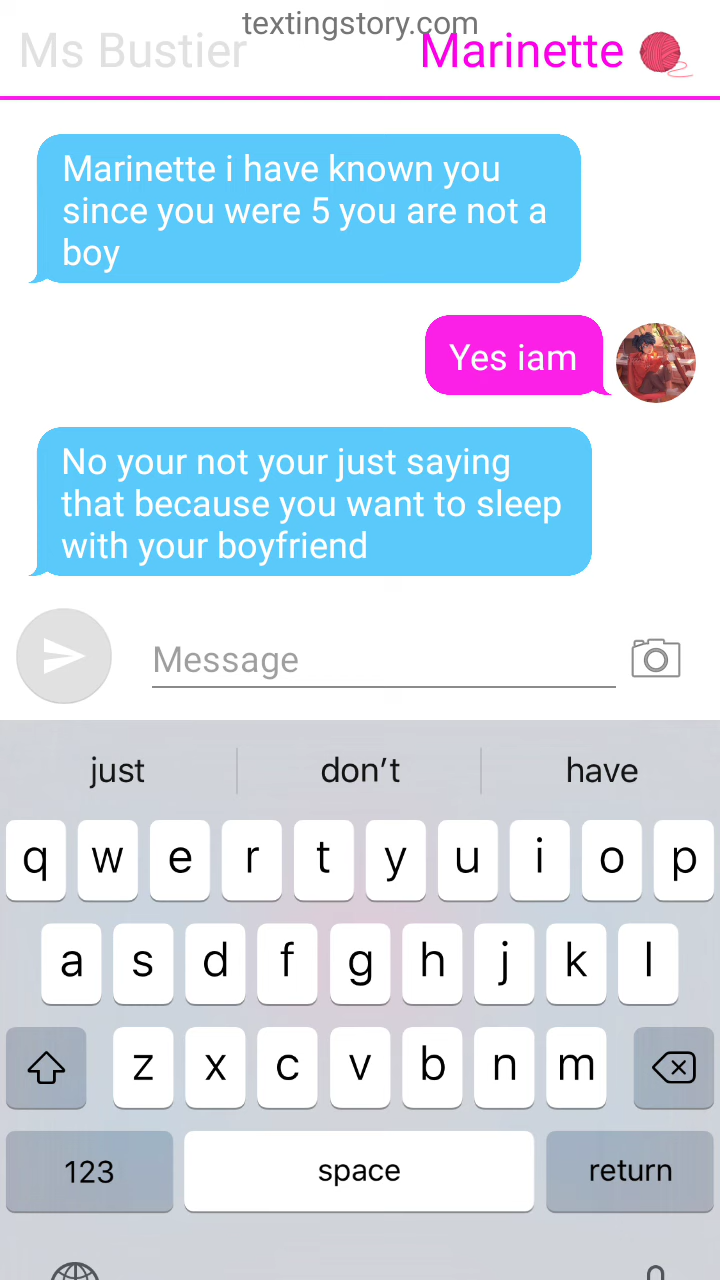 textingstory.com
Ms Bustier
Marinette
Marinette i have known you
since you were 5 you are not a
boy
Yes iam
No your not your just saying
that because you want to sleep
with your boyfriend
Message
just don't have
q w e r t y u i o p
a s d f g h j k l
z x c v b n m
123 space return